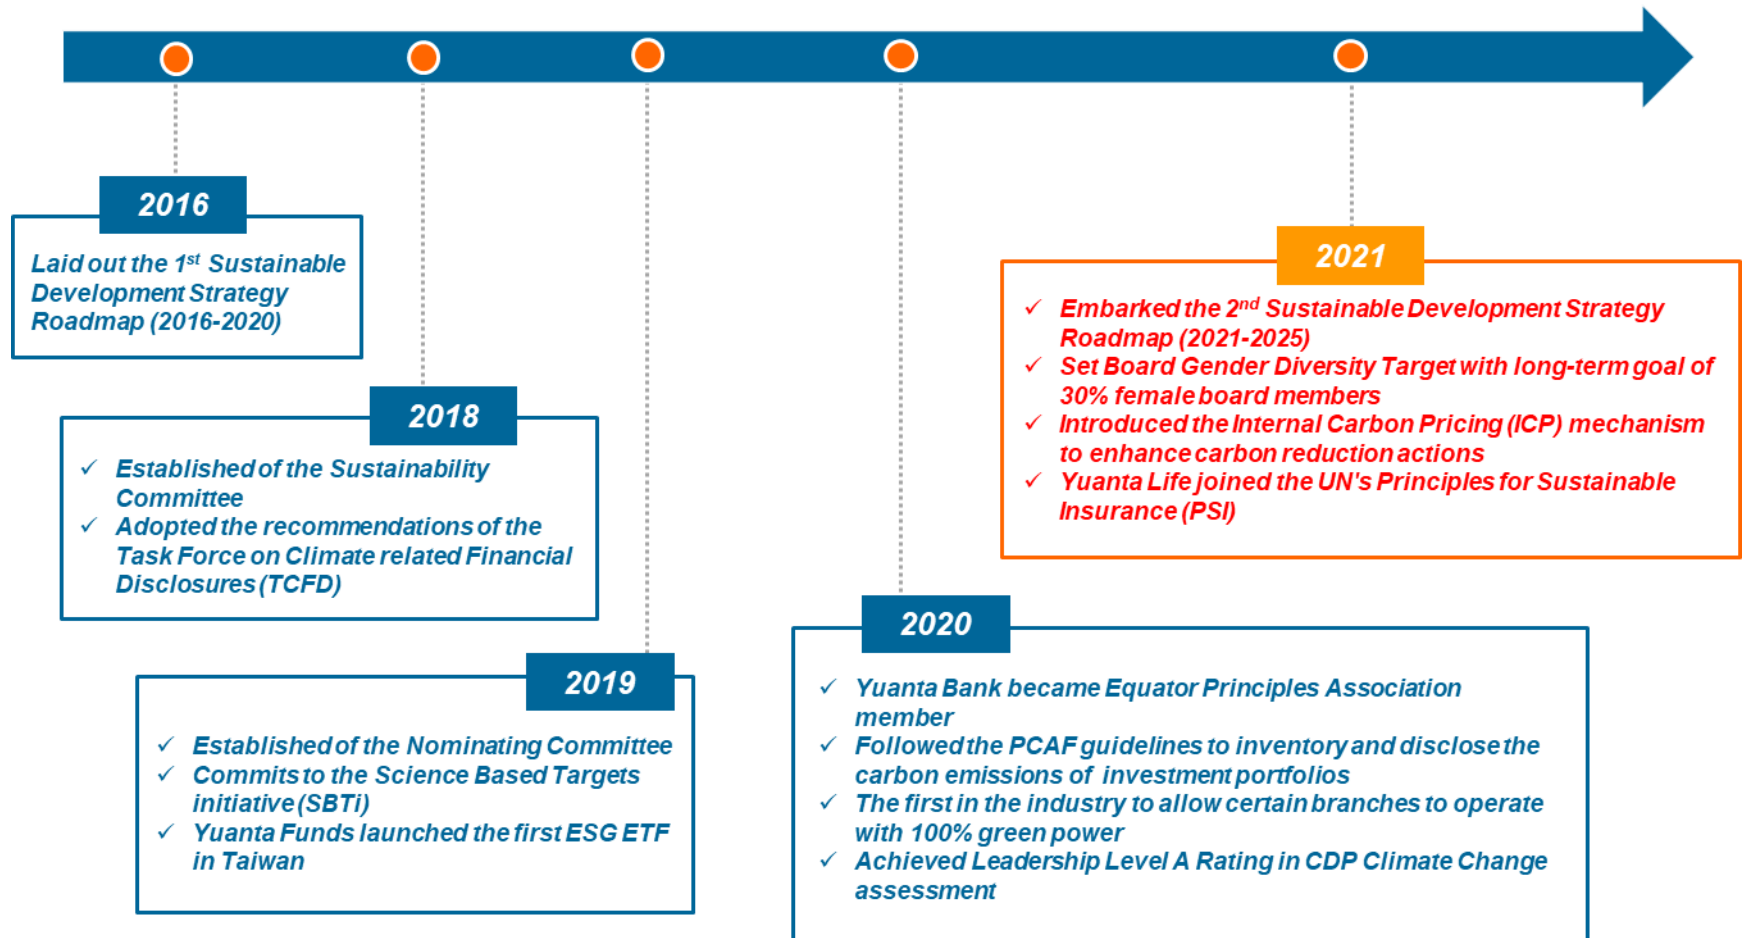 2016
Laid out the 1st Sustainable
Development Strategy
Roadmap (2016-2020)
2018
✓ Established of the Sustainability
Committee
✓ Adopted the recommendations of the
Task Force on Climate related Financial
Disclosures (TCFD)
2019
✓ Established of the Nominating Committee
✓ Commits to the Science Based Targets
initiative (SBTi)
✓ Yuanta Funds launched the first ESG ETF
in Taiwan
2020
✓ Yuanta Bank became Equator Principles Association
member
✓ Followed the PCAF guidelines to inventory and disclose the
carbon emissions of investment portfolios
✓ The first in the industry to allow certain branches to operate
with 100% green power
✓ Achieved Leadership Level A Rating in CDP Climate Change
assessment
2021
✓ Embarked the 2nd Sustainable Development Strategy
Roadmap (2021-2025)
✓ Set Board Gender Diversity Target with long-term goal of
30% female board members
✓ Introduced the Internal Carbon Pricing (ICP) mechanism
to enhance carbon reduction actions
✓ Yuanta Life joined the UN's Principles for Sustainable
Insurance (PSI)